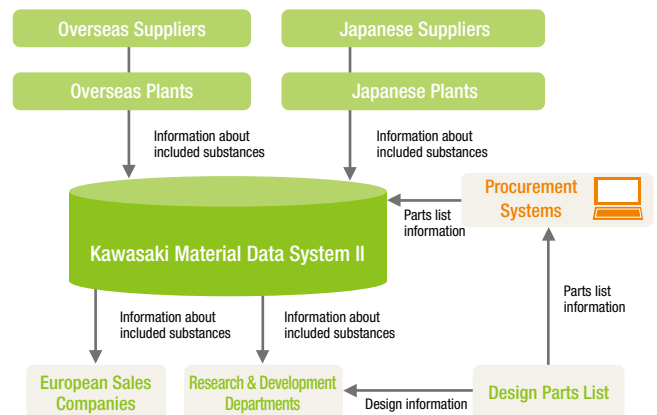 Overseas Suppliers
Japanese Suppliers
Overseas Plants
Japanese Plants
Information about
included substances
Information about
included substances
Procurement
Systems
Parts list
information
Kawasaki Material Data System II
Parts list
information
Information about
included substances
Information about
included substances
European Sales
Companies
Research & Development
Departments
Design information
Design Parts List